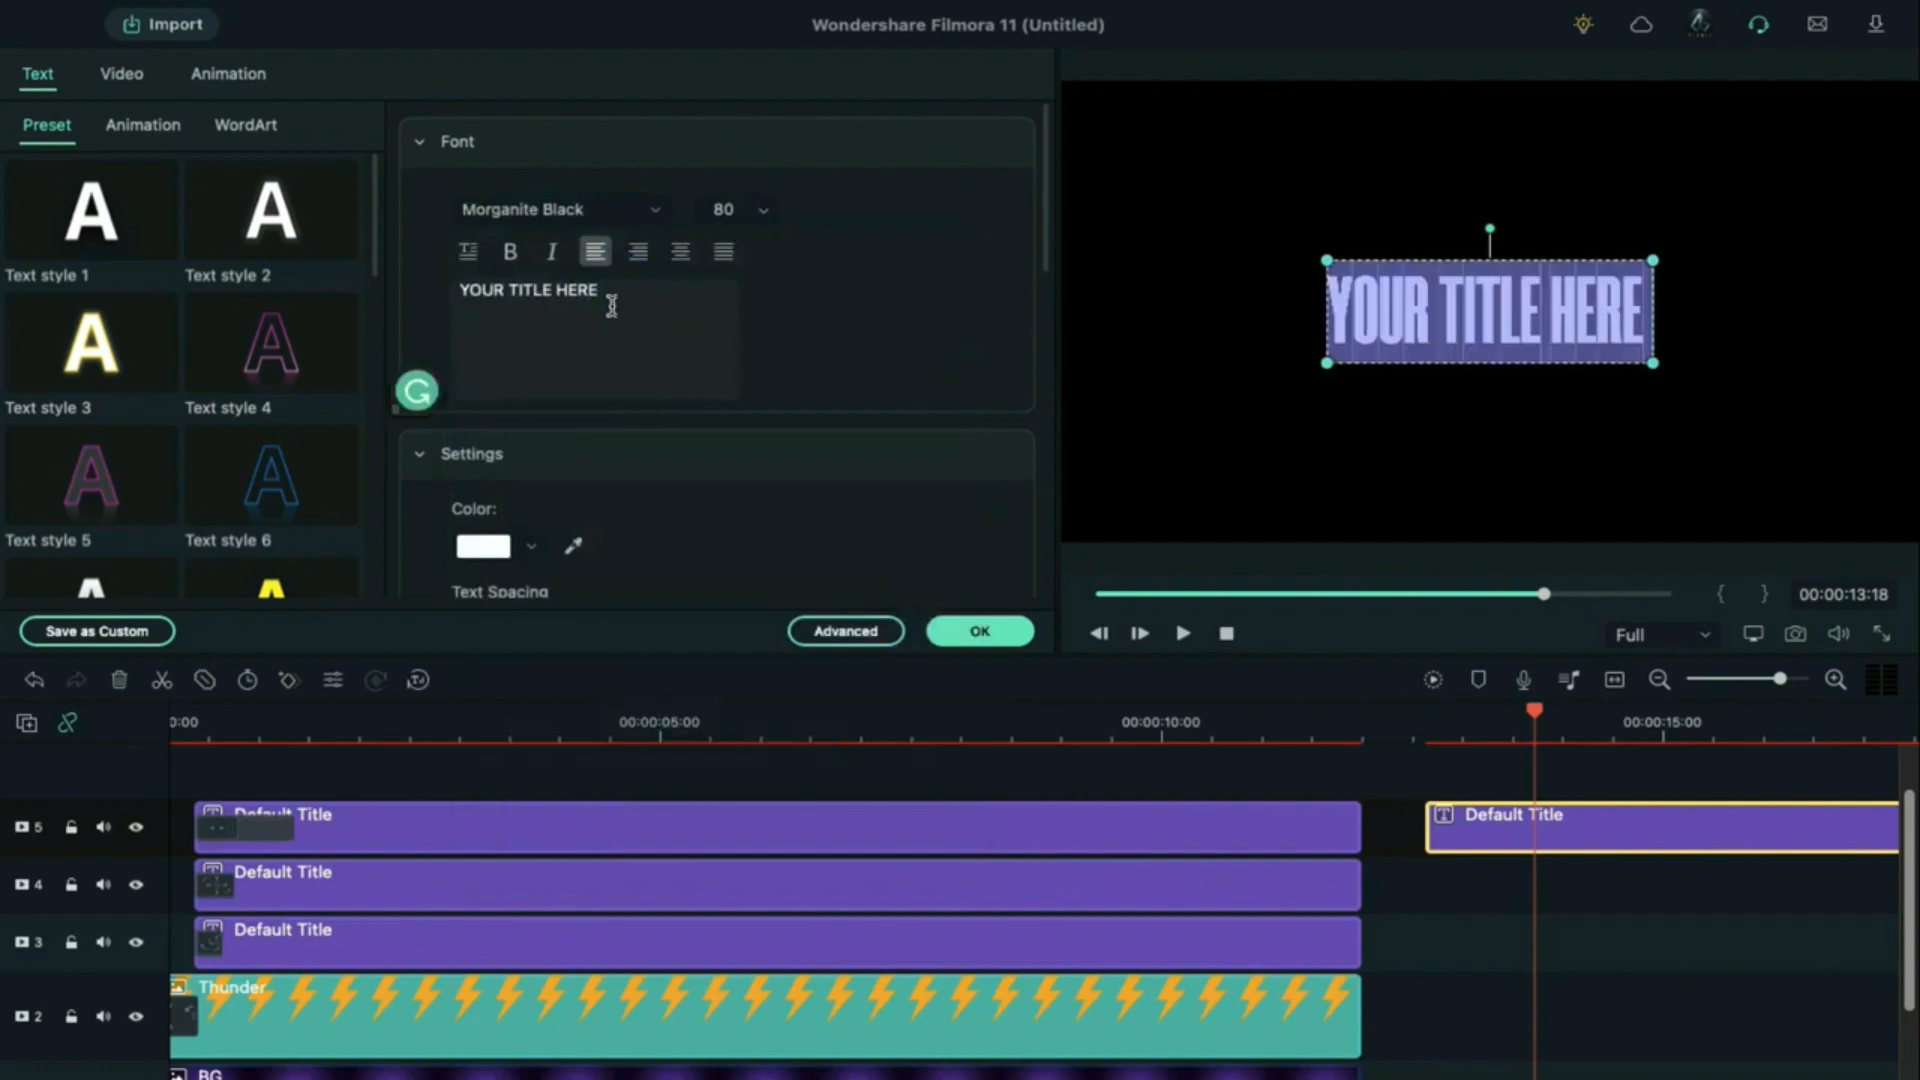 Import
Wondershare Filmora 11 (Untitled)
Text Video Animation
Preset Animation WordArt
Font
Morganite Black 80
B I
YOUR TITLE HERE
A A
Text style 1 Text style 2
A A
Text style 3 Text style 4
A A
Text style 5 Text style 6
Settings
Color:
Text Spacing
Save as Custom Advanced OK
YOUR TITLE HERE
{ } 00:00:13:18
Full
0:00 00:00:05:00 00:00:10:00 00:00:15:00
5 Default Title Default Title
4 Default Title
3 Default Title
2 Thunder
BG